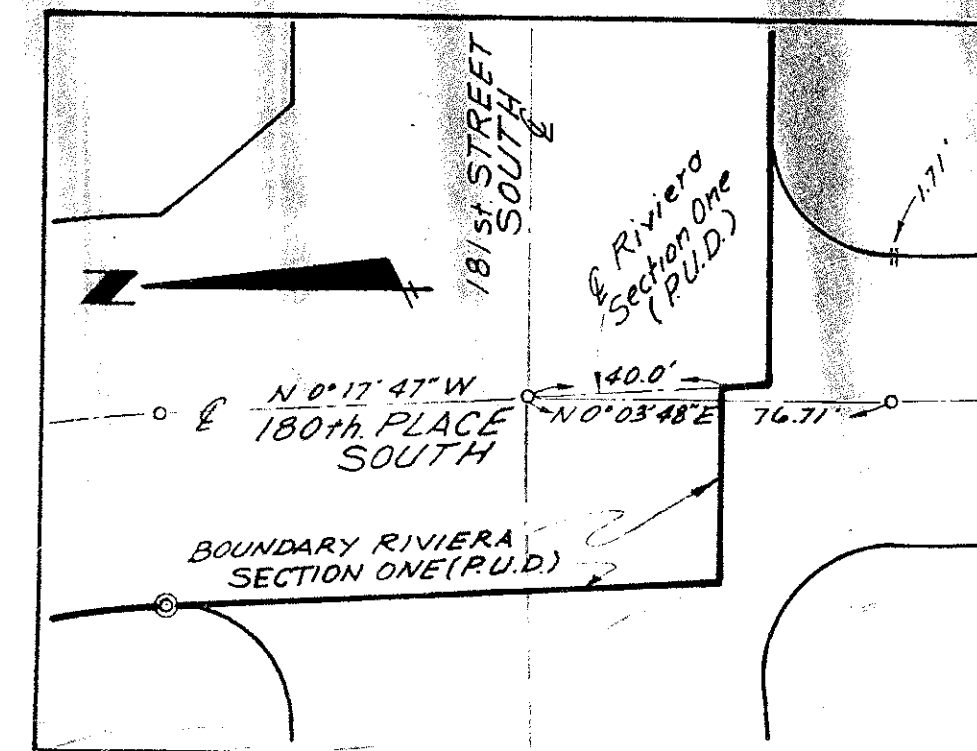 181st STREET
SOUTH ℄
℄ Riviera
Section One
(P.U.D.)
1.71'
N
N 0° 17' 47" W
40.0'
℄
180th. PLACE
SOUTH
N 0° 03' 48" E
76.71'
BOUNDARY RIVIERA
SECTION ONE (P.U.D.)